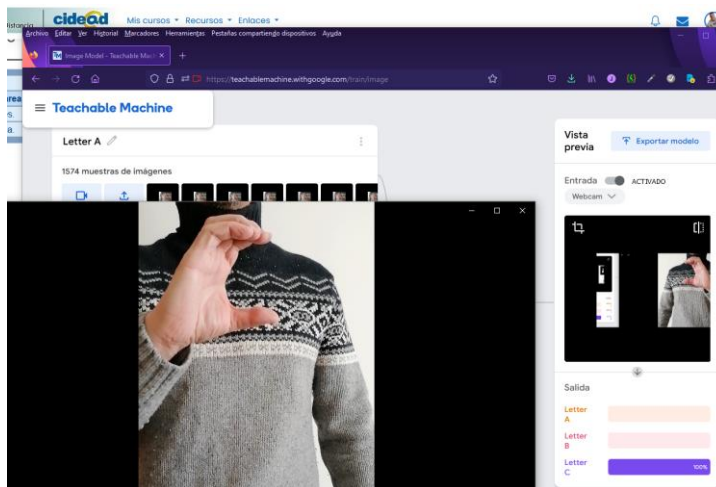 Distancia
cidead Mis cursos Recursos Enlaces
Archivo Editar Ver Historial Marcadores Herramientas Pestañas compartiendo dispositivos Ayuda
Image Model - Teachable Mac
https://teachablemachine.withgoogle.com/train/image
Teachable Machine
Letter A
1574 muestras de imágenes
Vista previa
Exportar modelo
Entrada ACTIVADO
Webcam
Salida
Letter A
Letter B
Letter C
100%